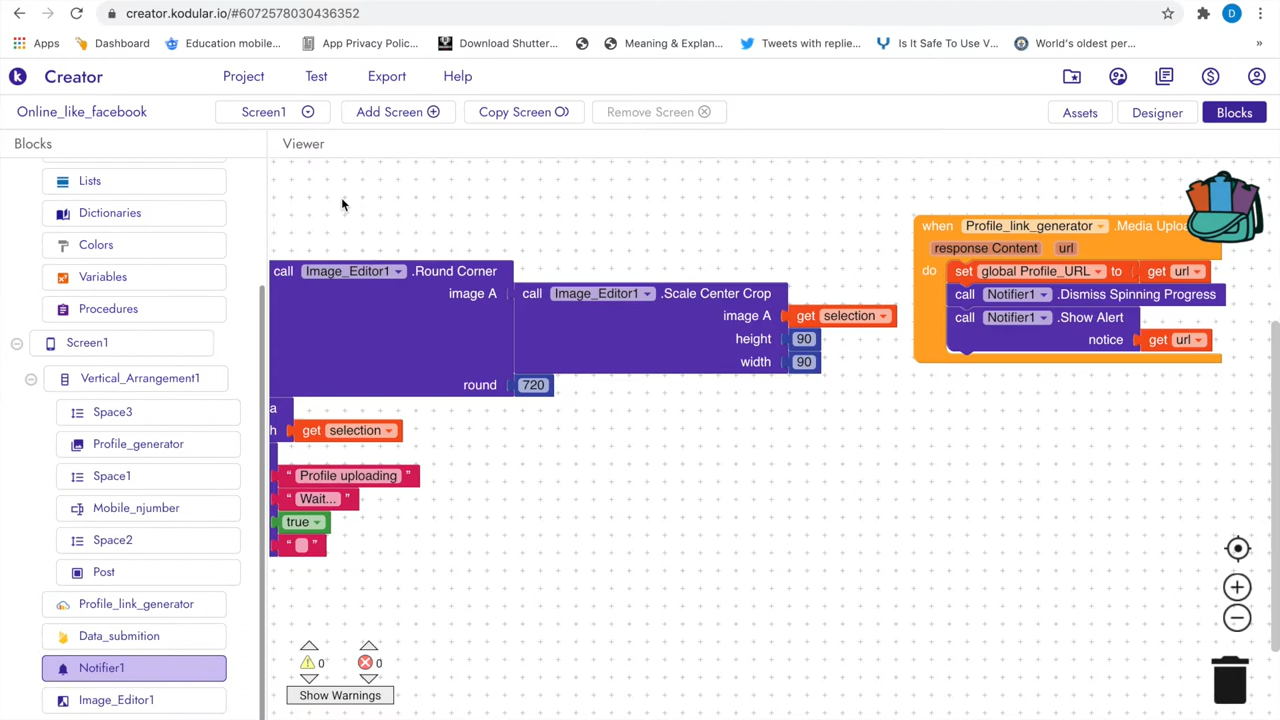 creator.kodular.io/#6072578030436352
D
Apps
Dashboard
Education mobile...
App Privacy Polic...
Download Shutter...
Meaning & Explan...
Tweets with replie...
Is It Safe To Use V...
World's oldest per...
»
Creator
Project
Test
Export
Help
Online_like_facebook
Screen1
Add Screen
Copy Screen
Remove Screen
Assets
Designer
Blocks
Blocks
Viewer
Lists
Dictionaries
Colors
Variables
Procedures
Screen1
Vertical_Arrangement1
Space3
Profile_generator
Space1
Mobile_njumber
Space2
Post
Profile_link_generator
Data_submition
Notifier1
Image_Editor1
call Image_Editor1 .Round Corner
image A
call Image_Editor1 .Scale Center Crop
image A get selection
height 90
width 90
round 720
a
h get selection
“ Profile uploading ”
“ Wait... ”
true
“ ”
when Profile_link_generator .Media Uploa
response Content url
do set global Profile_URL to get url
call Notifier1 .Dismiss Spinning Progress
call Notifier1 .Show Alert
notice get url
0 0
Show Warnings